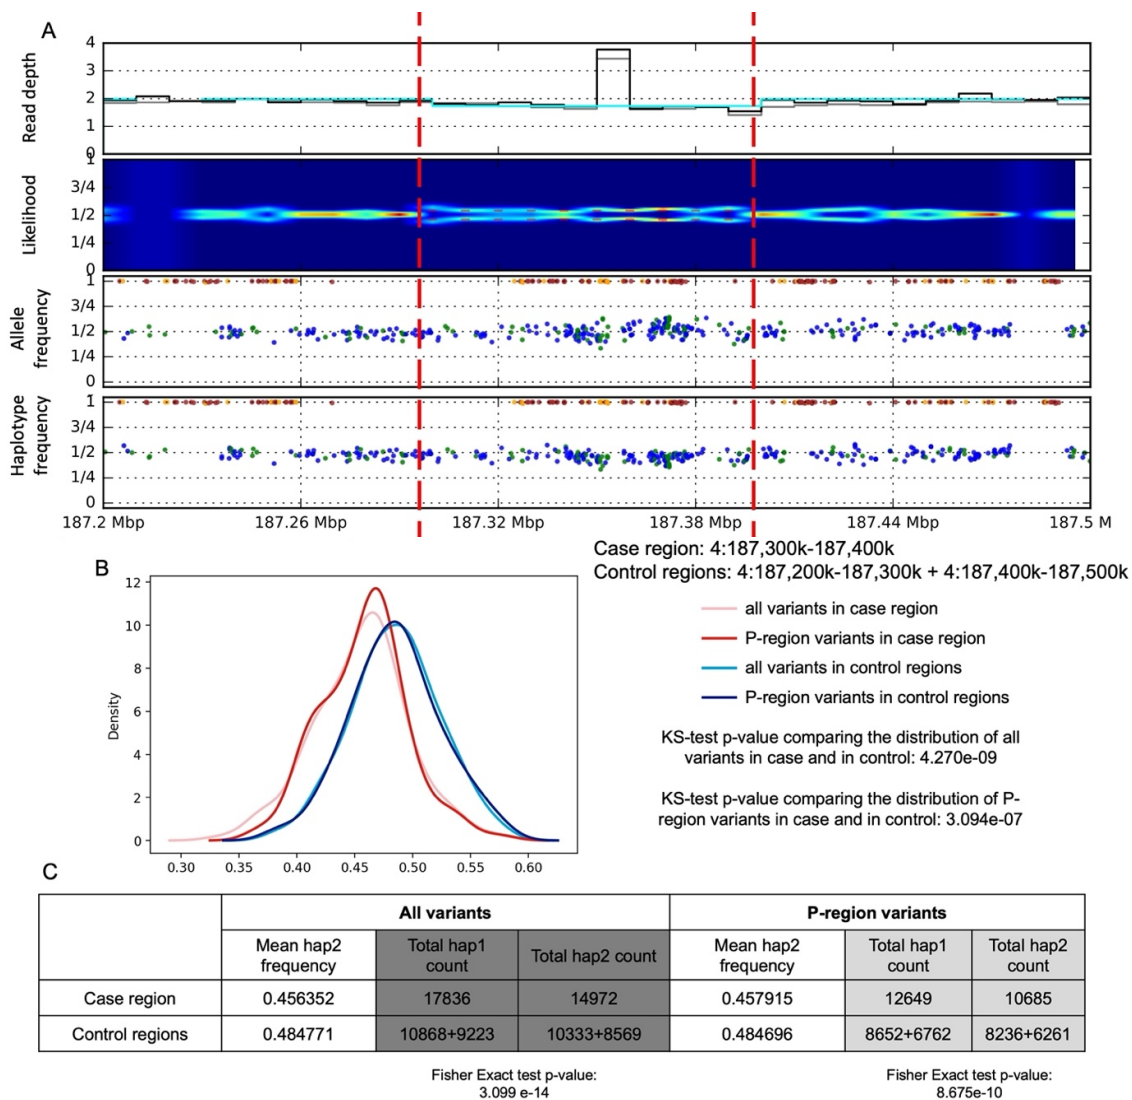 A
Read depth
4
3
2
1
0
Likelihood
1
3/4
1/2
1/4
0
Allele
frequency
1
3/4
1/2
1/4
0
Haplotype
frequency
1
3/4
1/2
1/4
0
187.2 Mbp 187.26 Mbp 187.32 Mbp 187.38 Mbp 187.44 Mbp 187.5 M
Case region: 4:187,300k-187,400k
Control regions: 4:187,200k-187,300k + 4:187,400k-187,500k
B
Density
12
10
8
6
4
2
0
0.30 0.35 0.40 0.45 0.50 0.55 0.60
all variants in case region
P-region variants in case region
all variants in control regions
P-region variants in control regions
KS-test p-value comparing the distribution of all
variants in case and in control: 4.270e-09
KS-test p-value comparing the distribution of P-
region variants in case and in control: 3.094e-07
C
All variants P-region variants
Mean hap2 Total hap1 Total hap2 count Mean hap2 Total hap1 Total hap2
frequency count frequency count count
Case region 0.456352 17836 14972 0.457915 12649 10685
Control regions 0.484771 10868+9223 10333+8569 0.484696 8652+6762 8236+6261
Fisher Exact test p-value: Fisher Exact test p-value:
3.099 e-14 8.675e-10